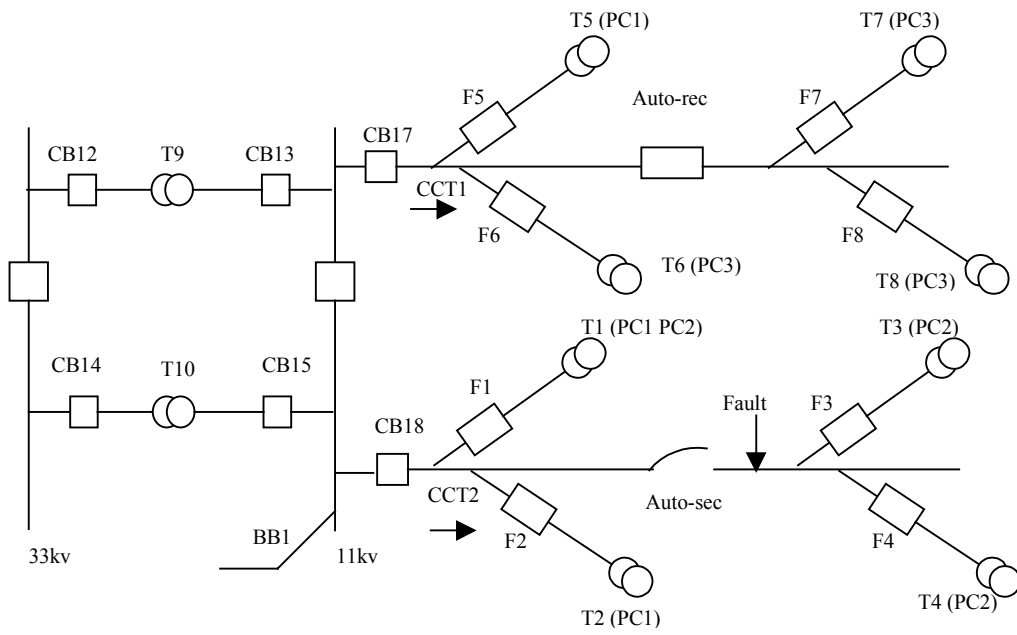 T5 (PC1)
T7 (PC3)
F5
Auto-rec
F7
CB17
CB12
T9
CB13
CCT1
F6
F8
T6 (PC3)
T8 (PC3)
T1 (PC1 PC2)
T3 (PC2)
CB14
T10
CB15
F1
Fault
F3
CB18
CCT2
Auto-sec
F2
F4
BB1
33kv
11kv
T2 (PC1)
T4 (PC2)